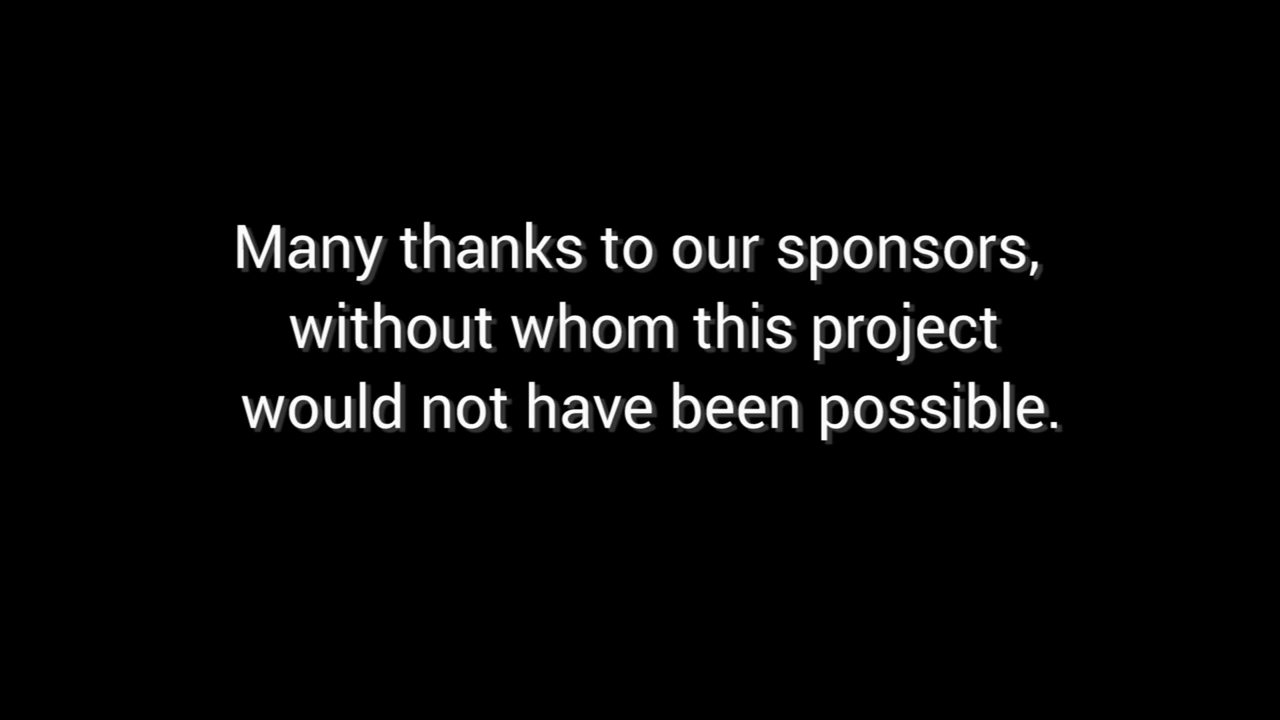 Many thanks to our sponsors,
without whom this project
would not have been possible.